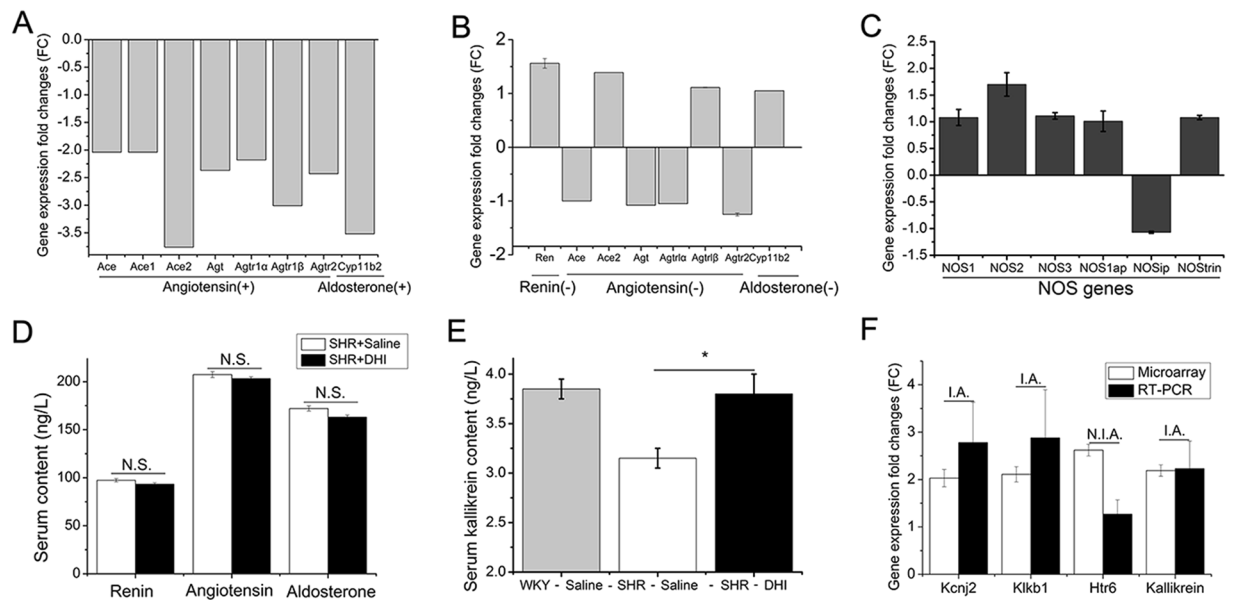 A
Gene expression fold changes (FC)
0.0
-0.5
-1.0
-1.5
-2.0
-2.5
-3.0
-3.5
Ace Ace1 Ace2 Agt Agtr1α Agtr1β Agtr2 Cyp11b2
Angiotensin(+) Aldosterone(+)
B
Gene expression fold changes (FC)
2
1
0
-1
-2
Ren Ace Ace2 Agt Agtrlα Agtrlβ Agtr2 Cyp11b2
Renin(-) Angiotensin(-) Aldosterone(-)
C
Gene expression fold changes (FC)
2.5
2.0
1.5
1.0
0.5
0.0
-0.5
-1.0
-1.5
NOS1 NOS2 NOS3 NOS1ap NOSip NOStrin
NOS genes
D
SHR+Saline
SHR+DHI
Serum content (ng/L)
200
150
100
50
0
N.S.
N.S.
N.S.
Renin Angiotensin Aldosterone
E
Serum kallikrein content (ng/L)
4.0
3.5
3.0
2.5
2.0
*
WKY - Saline - SHR - Saline - SHR - DHI
F
Microarray
RT-PCR
Gene expression fold changes (FC)
4
3
2
1
0
I.A.
I.A.
N.I.A.
I.A.
Kcnj2 Klkb1 Htr6 Kallikrein